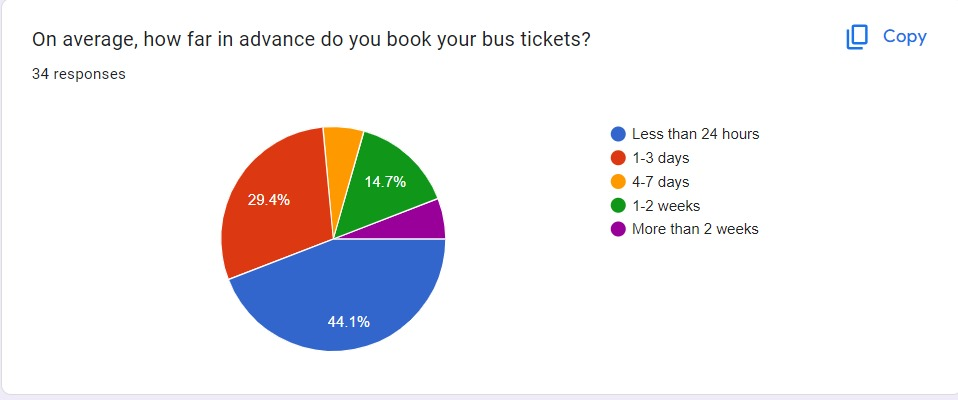 On average, how far in advance do you book your bus tickets?
Copy
34 responses
Less than 24 hours
1-3 days
4-7 days
1-2 weeks
More than 2 weeks
14.7%
29.4%
44.1%